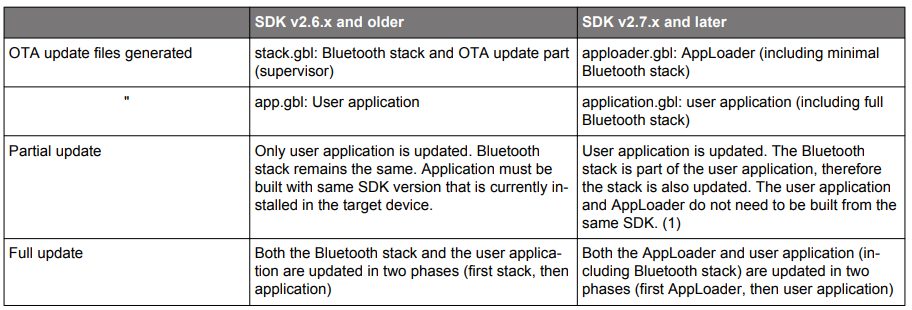 SDK v2.6.x and older
SDK v2.7.x and later
OTA update files generated
stack.gbl: Bluetooth stack and OTA update part
(supervisor)
apploader.gbl: AppLoader (including minimal
Bluetooth stack)
"
app.gbl: User application
application.gbl: user application (including full
Bluetooth stack)
Partial update
Only user application is updated. Bluetooth
stack remains the same. Application must be
built with same SDK version that is currently in-
stalled in the target device.
User application is updated. The Bluetooth
stack is part of the user application, therefore
the stack is also updated. The user application
and AppLoader do not need to be built from the
same SDK. (1)
Full update
Both the Bluetooth stack and the user applica-
tion are updated in two phases (first stack, then
application)
Both the AppLoader and user application (in-
cluding Bluetooth stack) are updated in two
phases (first AppLoader, then user application)